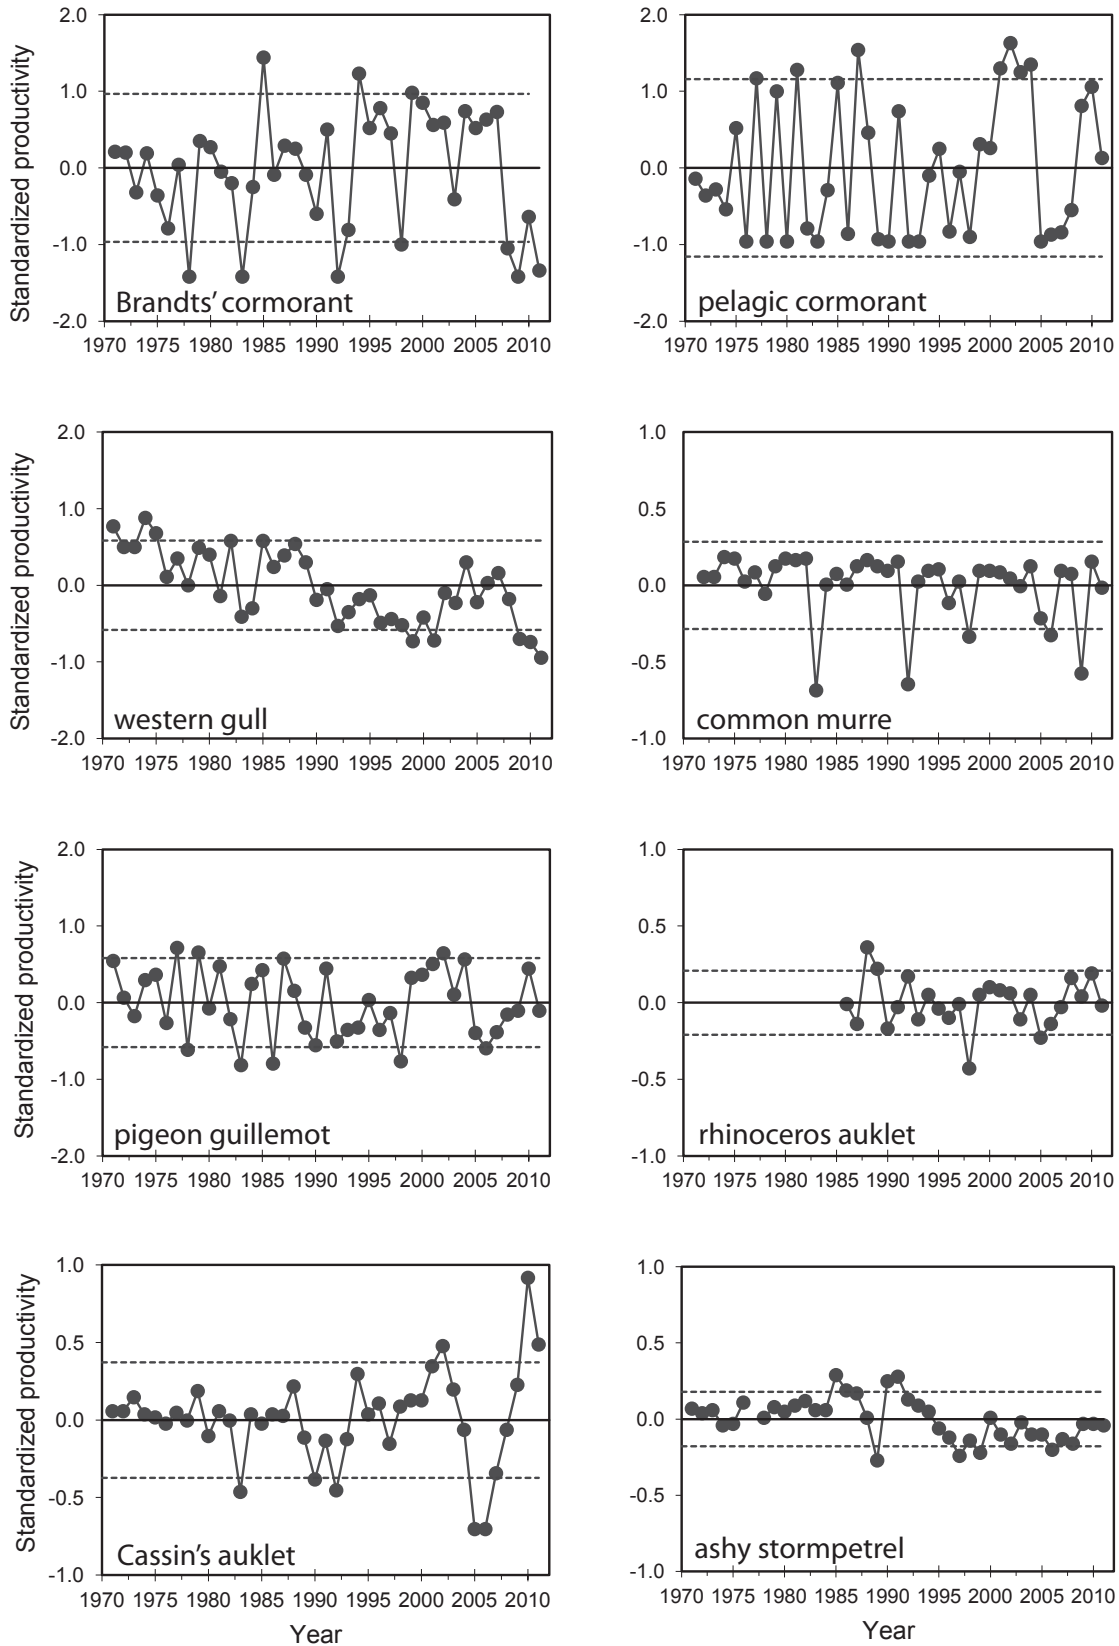 Standardized productivity
2.0
1.0
0.0
-1.0
-2.0
Brandts' cormorant
1970 1975 1980 1985 1990 1995 2000 2005 2010
2.0
1.0
0.0
-1.0
-2.0
pelagic cormorant
1970 1975 1980 1985 1990 1995 2000 2005 2010
Standardized productivity
2.0
1.0
0.0
-1.0
-2.0
western gull
1970 1975 1980 1985 1990 1995 2000 2005 2010
1.0
0.5
0.0
-0.5
-1.0
common murre
1970 1975 1980 1985 1990 1995 2000 2005 2010
Standardized productivity
2.0
1.0
0.0
-1.0
-2.0
pigeon guillemot
1970 1975 1980 1985 1990 1995 2000 2005 2010
1.0
0.5
0.0
-0.5
-1.0
rhinoceros auklet
1970 1975 1980 1985 1990 1995 2000 2005 2010
Standardized productivity
1.0
0.5
0.0
-0.5
-1.0
Cassin's auklet
1970 1975 1980 1985 1990 1995 2000 2005 2010
Year
1.0
0.5
0.0
-0.5
-1.0
ashy stormpetrel
1970 1975 1980 1985 1990 1995 2000 2005 2010
Year